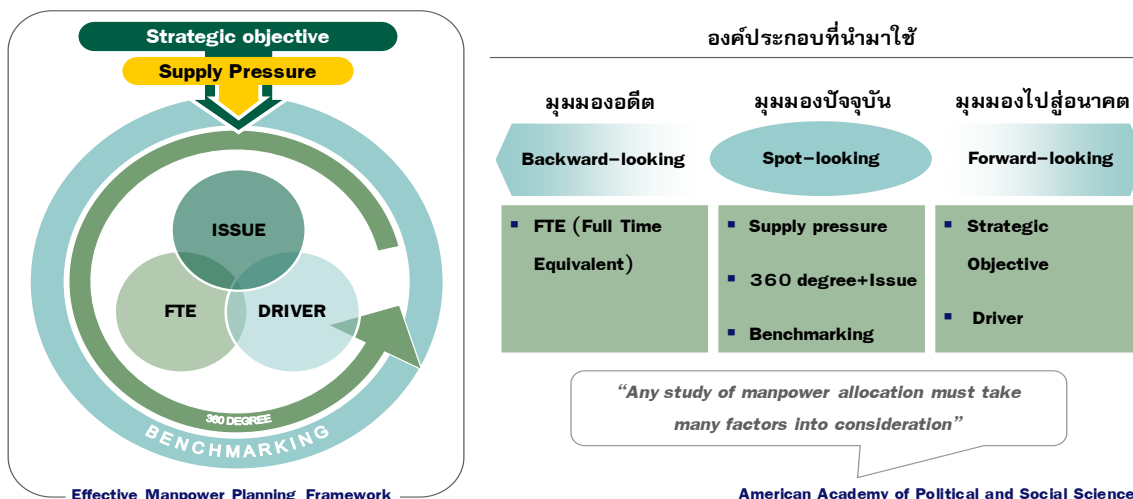 Strategic objective
Supply Pressure
ISSUE
FTE
DRIVER
360 DEGREE
BENCHMARKING
Effective Manpower Planning Framework
องค์ประกอบที่นำมาใช้
มุมมองอดีต
มุมมองปัจจุบัน
มุมมองไปสู่อนาคต
Backward-looking
Spot-looking
Forward-looking
▪ FTE (Full Time
Equivalent)
▪ Supply pressure
▪ 360 degree+Issue
▪ Benchmarking
▪ Strategic
Objective
▪ Driver
“Any study of manpower allocation must take
many factors into consideration”
American Academy of Political and Social Science